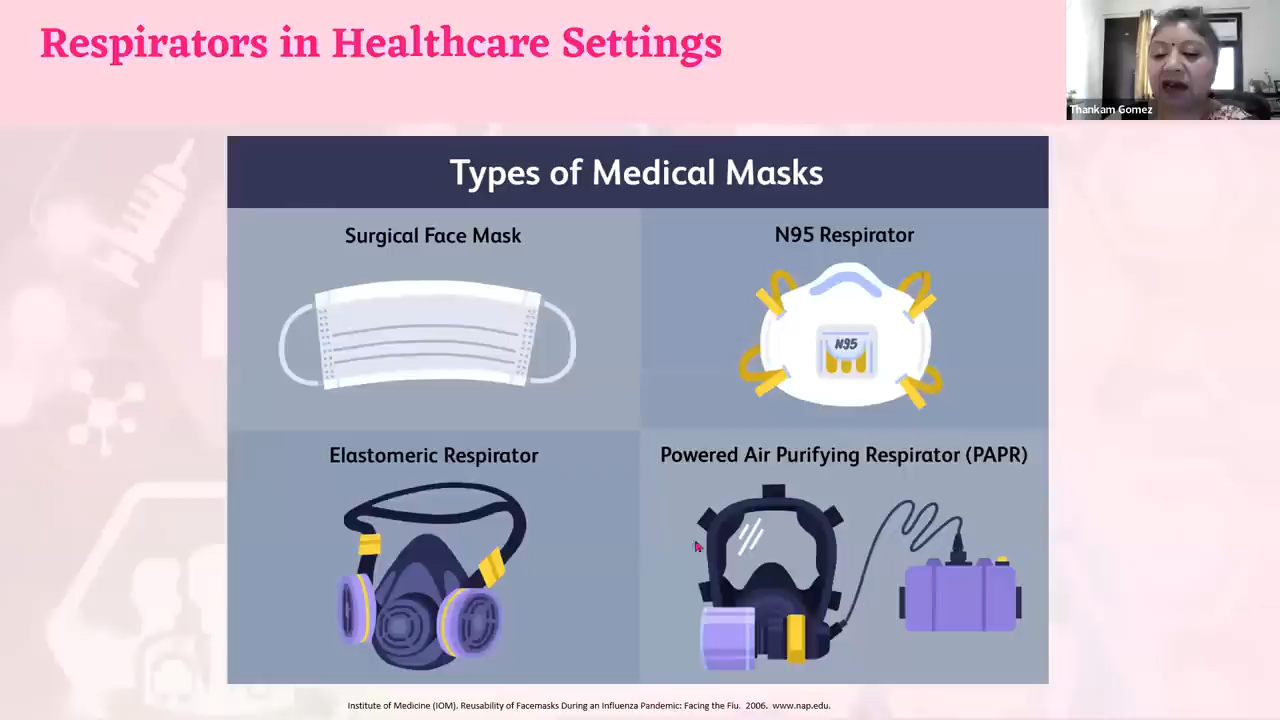 Respirators in Healthcare Settings
Thankam Gomez
Types of Medical Masks
Surgical Face Mask
N95 Respirator
N95
Elastomeric Respirator
Powered Air Purifying Respirator (PAPR)
Institute of Medicine (IOM). Reusability of Facemasks During an Influenza Pandemic: Facing the Flu. 2006. www.nap.edu.